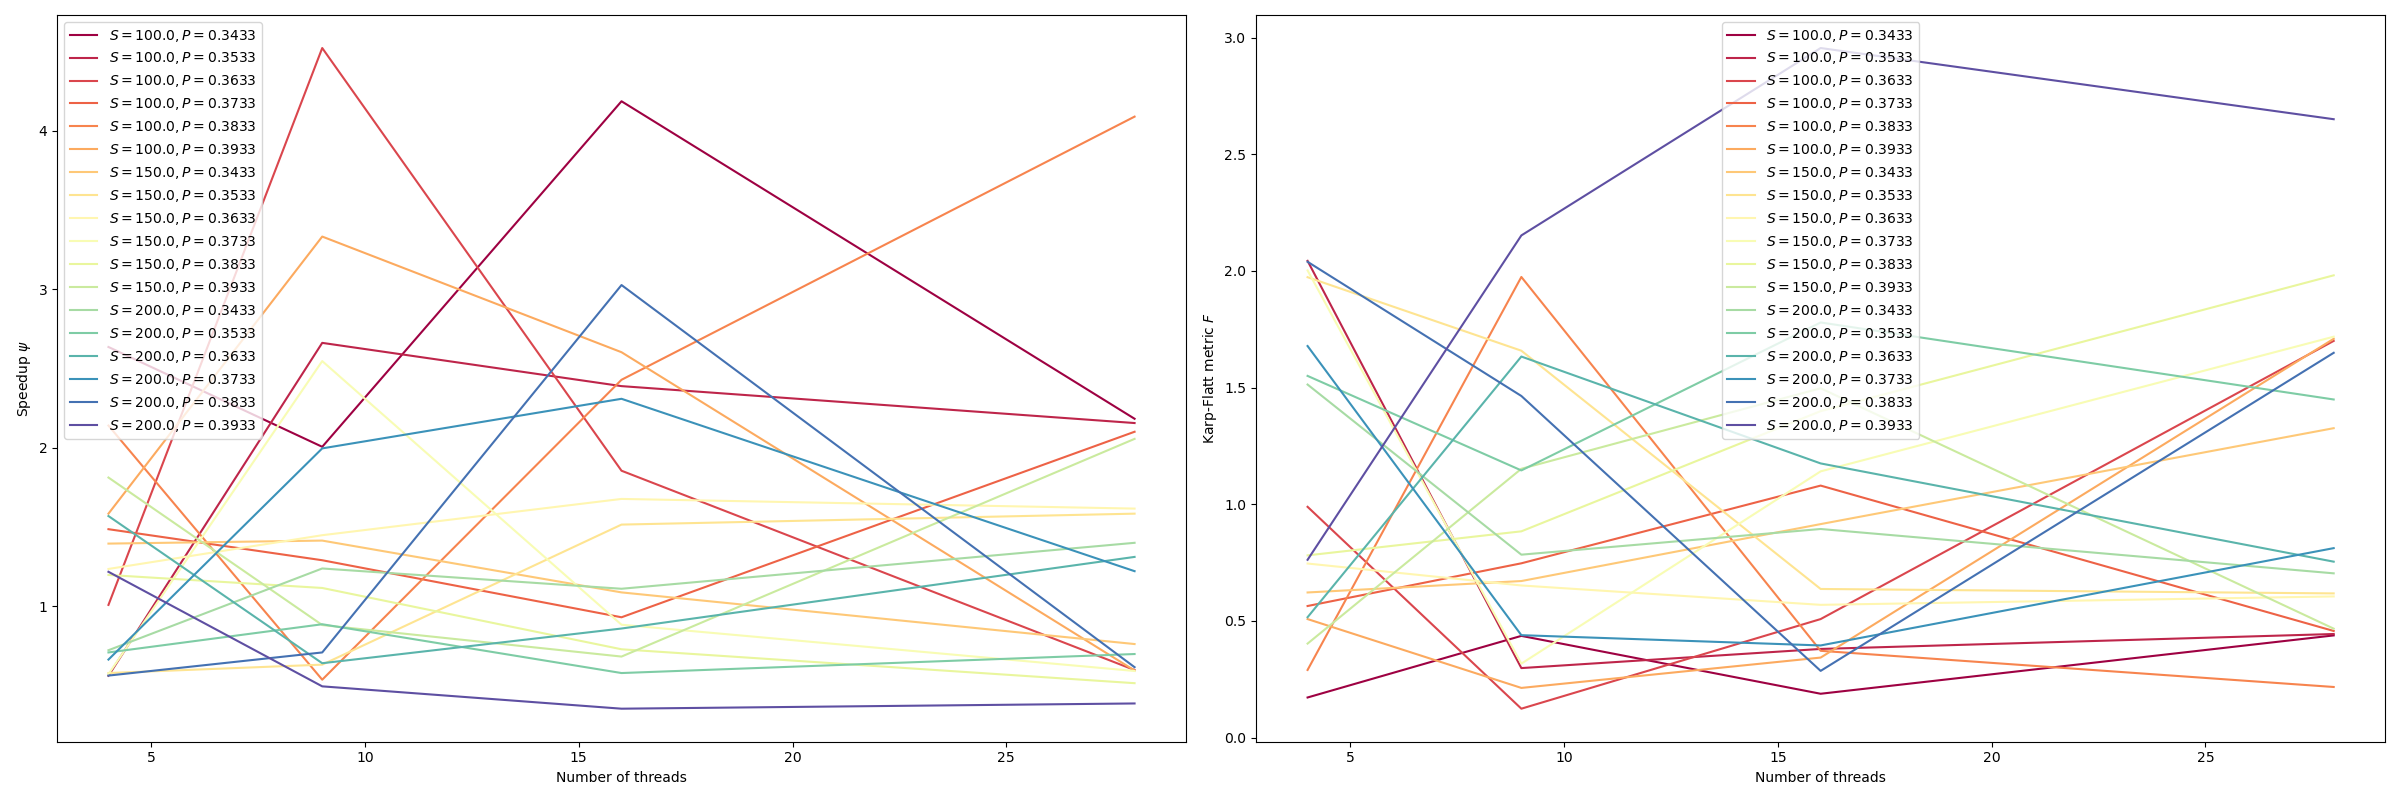 Speedup ψ
4
3
2
1
S = 100.0, P = 0.3433
S = 100.0, P = 0.3533
S = 100.0, P = 0.3633
S = 100.0, P = 0.3733
S = 100.0, P = 0.3833
S = 100.0, P = 0.3933
S = 150.0, P = 0.3433
S = 150.0, P = 0.3533
S = 150.0, P = 0.3633
S = 150.0, P = 0.3733
S = 150.0, P = 0.3833
S = 150.0, P = 0.3933
S = 200.0, P = 0.3433
S = 200.0, P = 0.3533
S = 200.0, P = 0.3633
S = 200.0, P = 0.3733
S = 200.0, P = 0.3833
S = 200.0, P = 0.3933
5 10 15 20 25
Number of threads
Karp-Flatt metric F
3.0
2.5
2.0
1.5
1.0
0.5
0.0
S = 100.0, P = 0.3433
S = 100.0, P = 0.3533
S = 100.0, P = 0.3633
S = 100.0, P = 0.3733
S = 100.0, P = 0.3833
S = 100.0, P = 0.3933
S = 150.0, P = 0.3433
S = 150.0, P = 0.3533
S = 150.0, P = 0.3633
S = 150.0, P = 0.3733
S = 150.0, P = 0.3833
S = 150.0, P = 0.3933
S = 200.0, P = 0.3433
S = 200.0, P = 0.3533
S = 200.0, P = 0.3633
S = 200.0, P = 0.3733
S = 200.0, P = 0.3833
S = 200.0, P = 0.3933
5 10 15 20 25
Number of threads